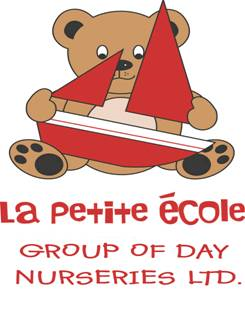 La Petite école
GROUP OF DAY
NURSERIES LTD.